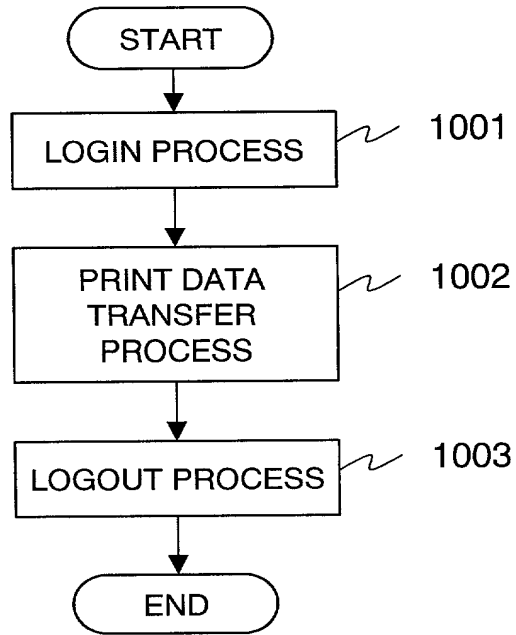 START
LOGIN PROCESS
1001
PRINT DATA
TRANSFER
PROCESS
1002
LOGOUT PROCESS
1003
END